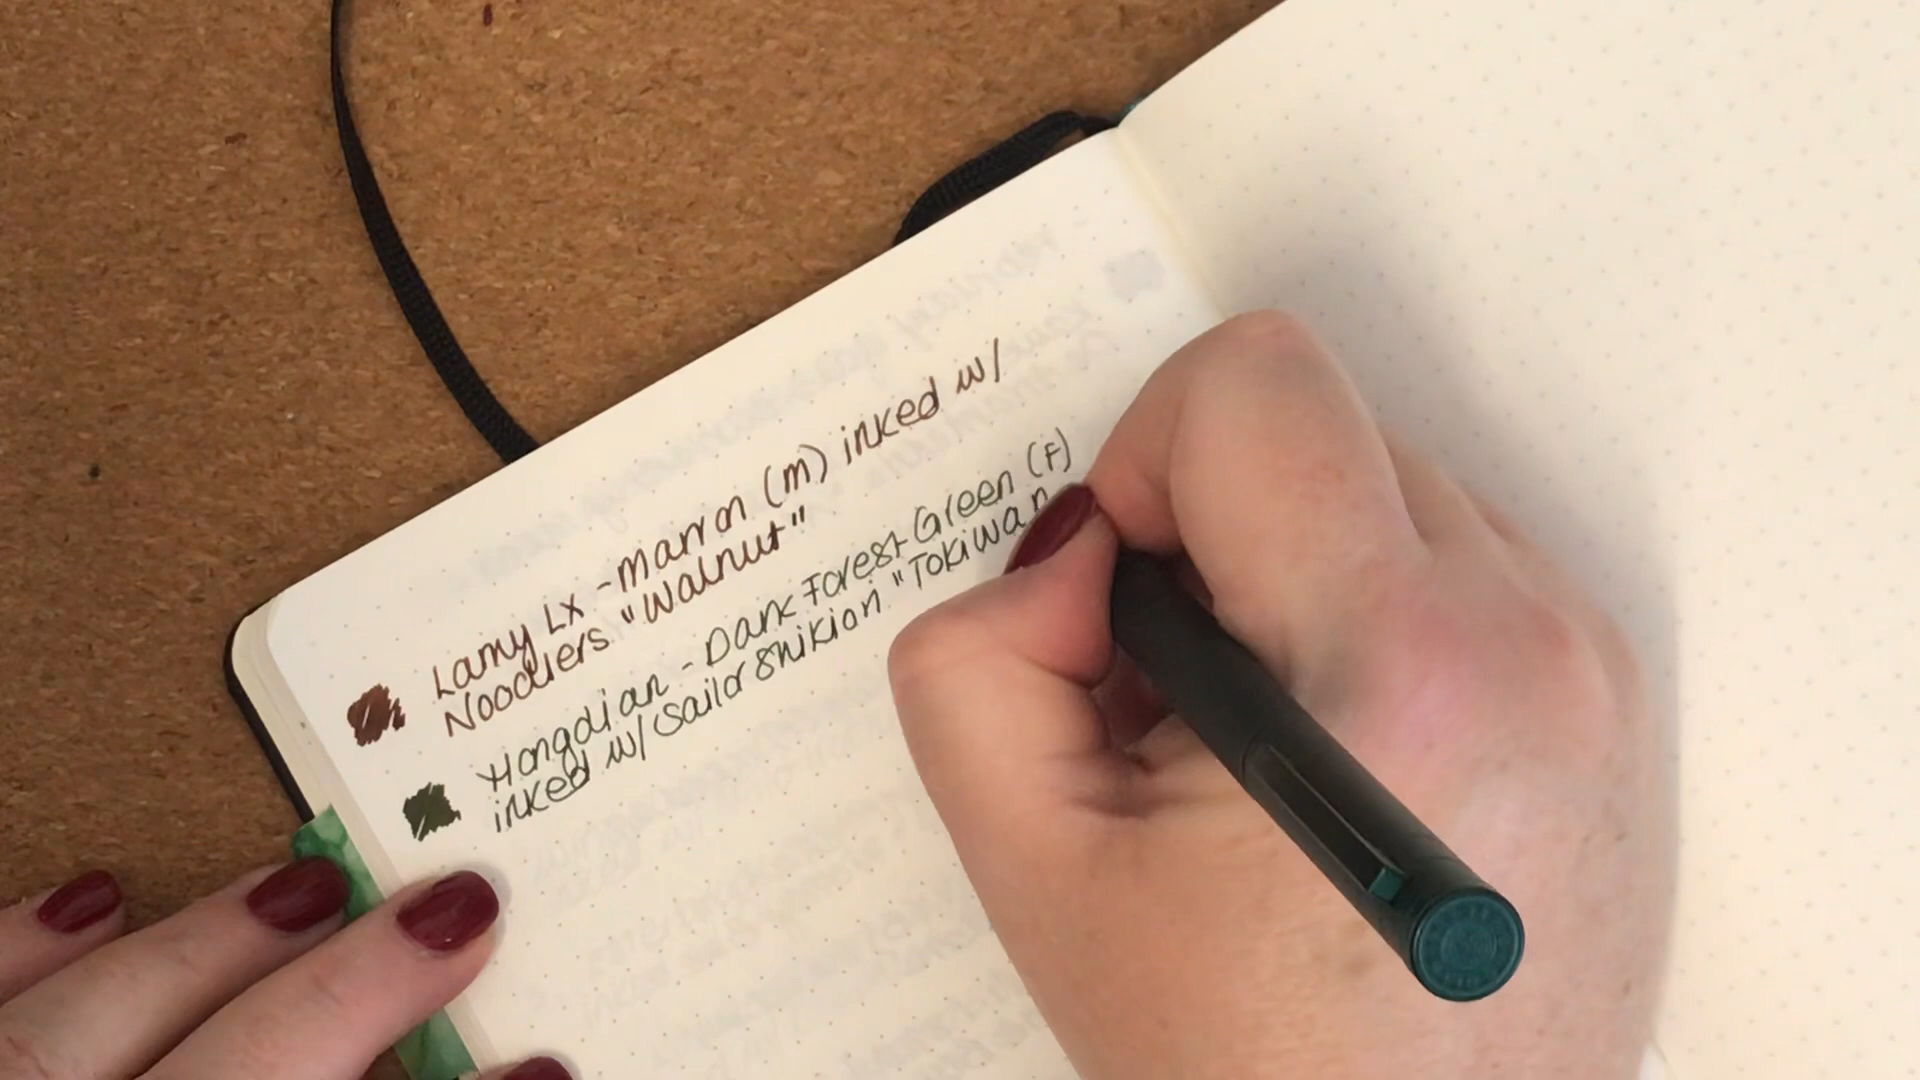 Lamy Lx - Marron (m) inked w/
Noodlers "Walnut"
Hongdian - Dark Forest Green (F)
inked w/ Sailor Shikiori "Tokiwa